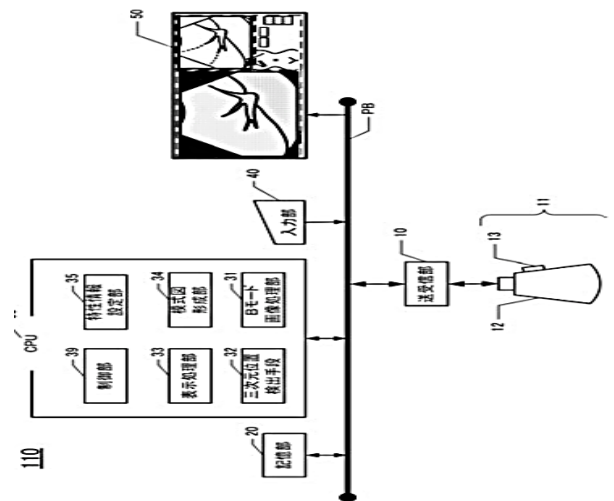 110
CPU
39
制御部
35
特性情報
設定部
33
表示処理部
34
模式図
形成部
32
三次元位置
検出手段
31
Bモード
画像処理部
20
記憶部
40
入力部
50
PB
10
送受信部
12
13
11